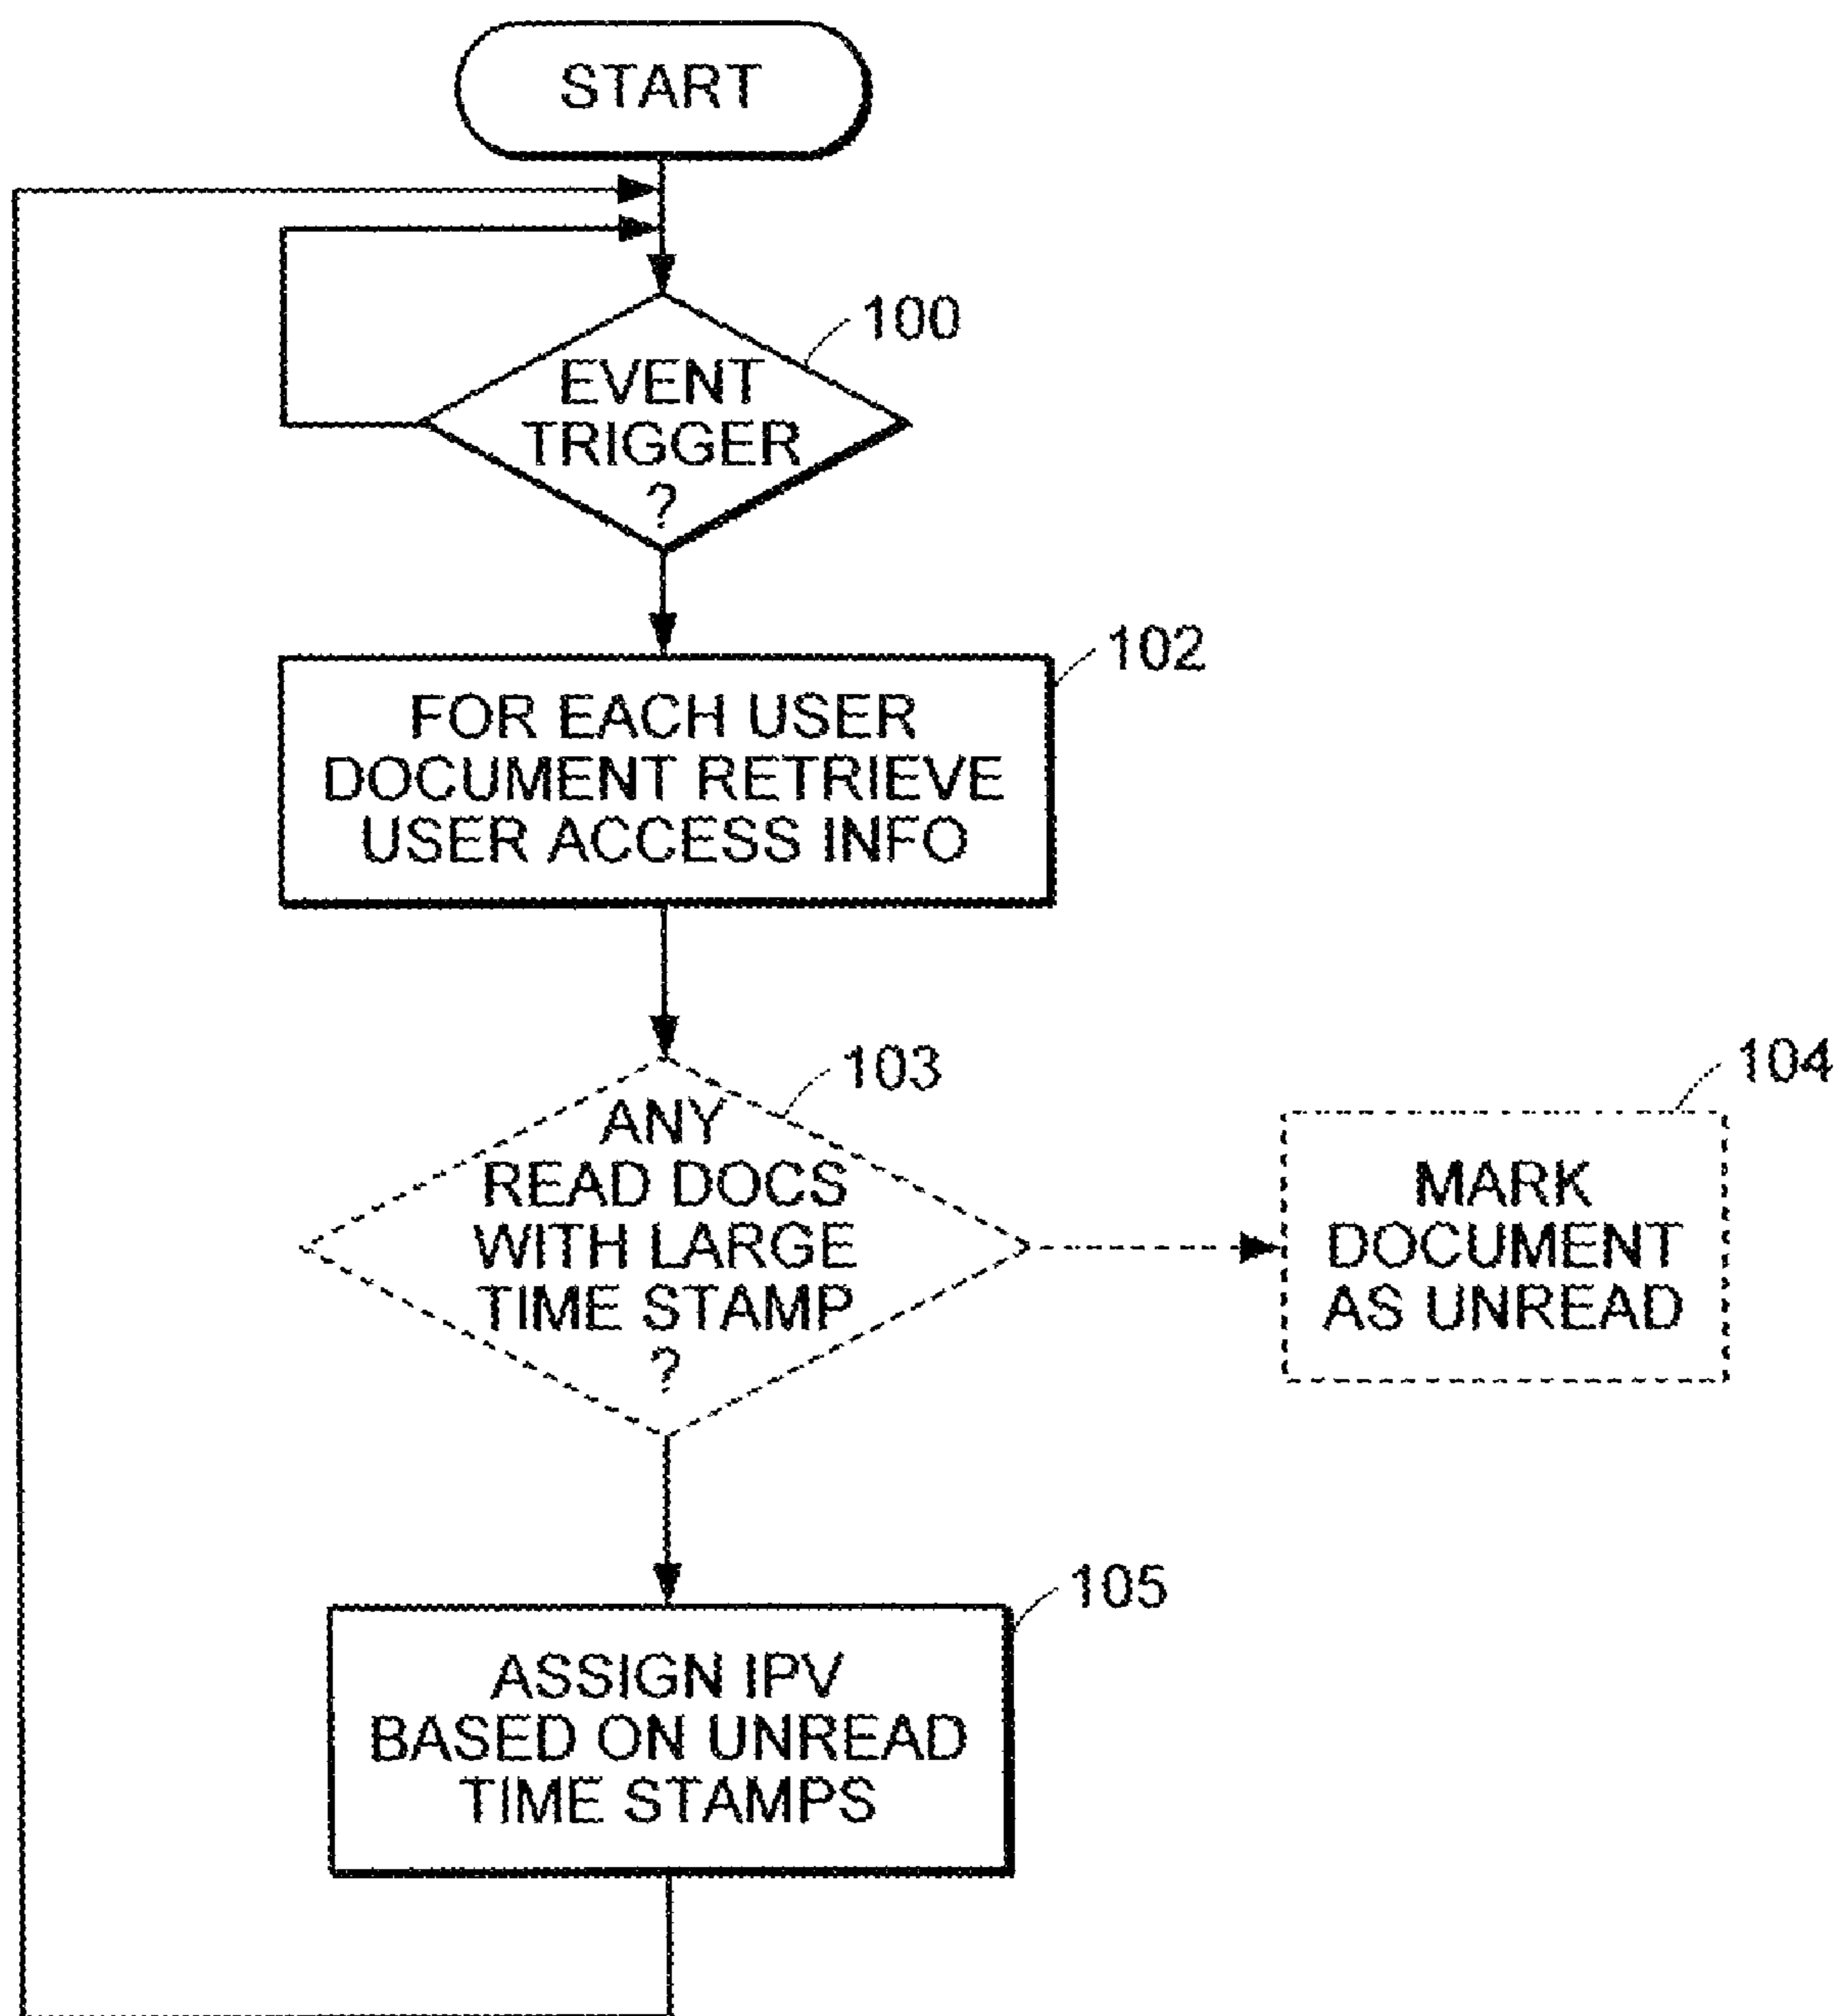 START
100
EVENT
TRIGGER
?
102
FOR EACH USER
DOCUMENT RETRIEVE
USER ACCESS INFO
103
ANY
READ DOCS
WITH LARGE
TIME STAMP
?
104
MARK
DOCUMENT
AS UNREAD
105
ASSIGN IPV
BASED ON UNREAD
TIME STAMPS